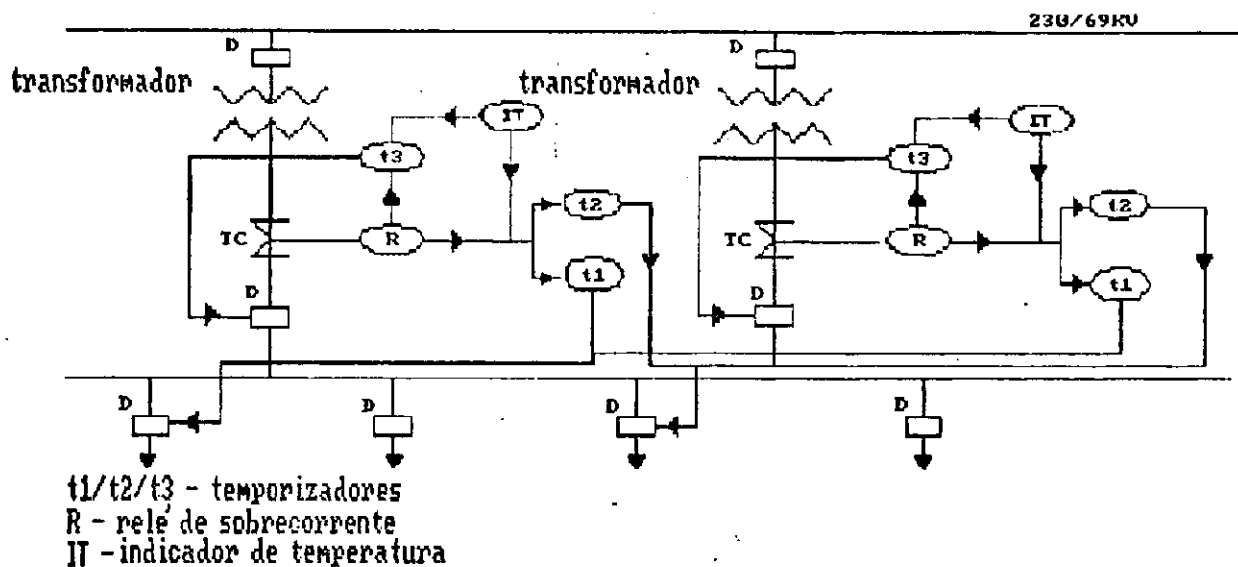 230/69KV
D D
transformador transformador
IT IT
t3 t3
t2 t2
TC R TC R
t1 t1
D D
D D D D
t1/t2/t3 - temporizadores
R - relé de sobrecorrente
IT - indicador de temperatura